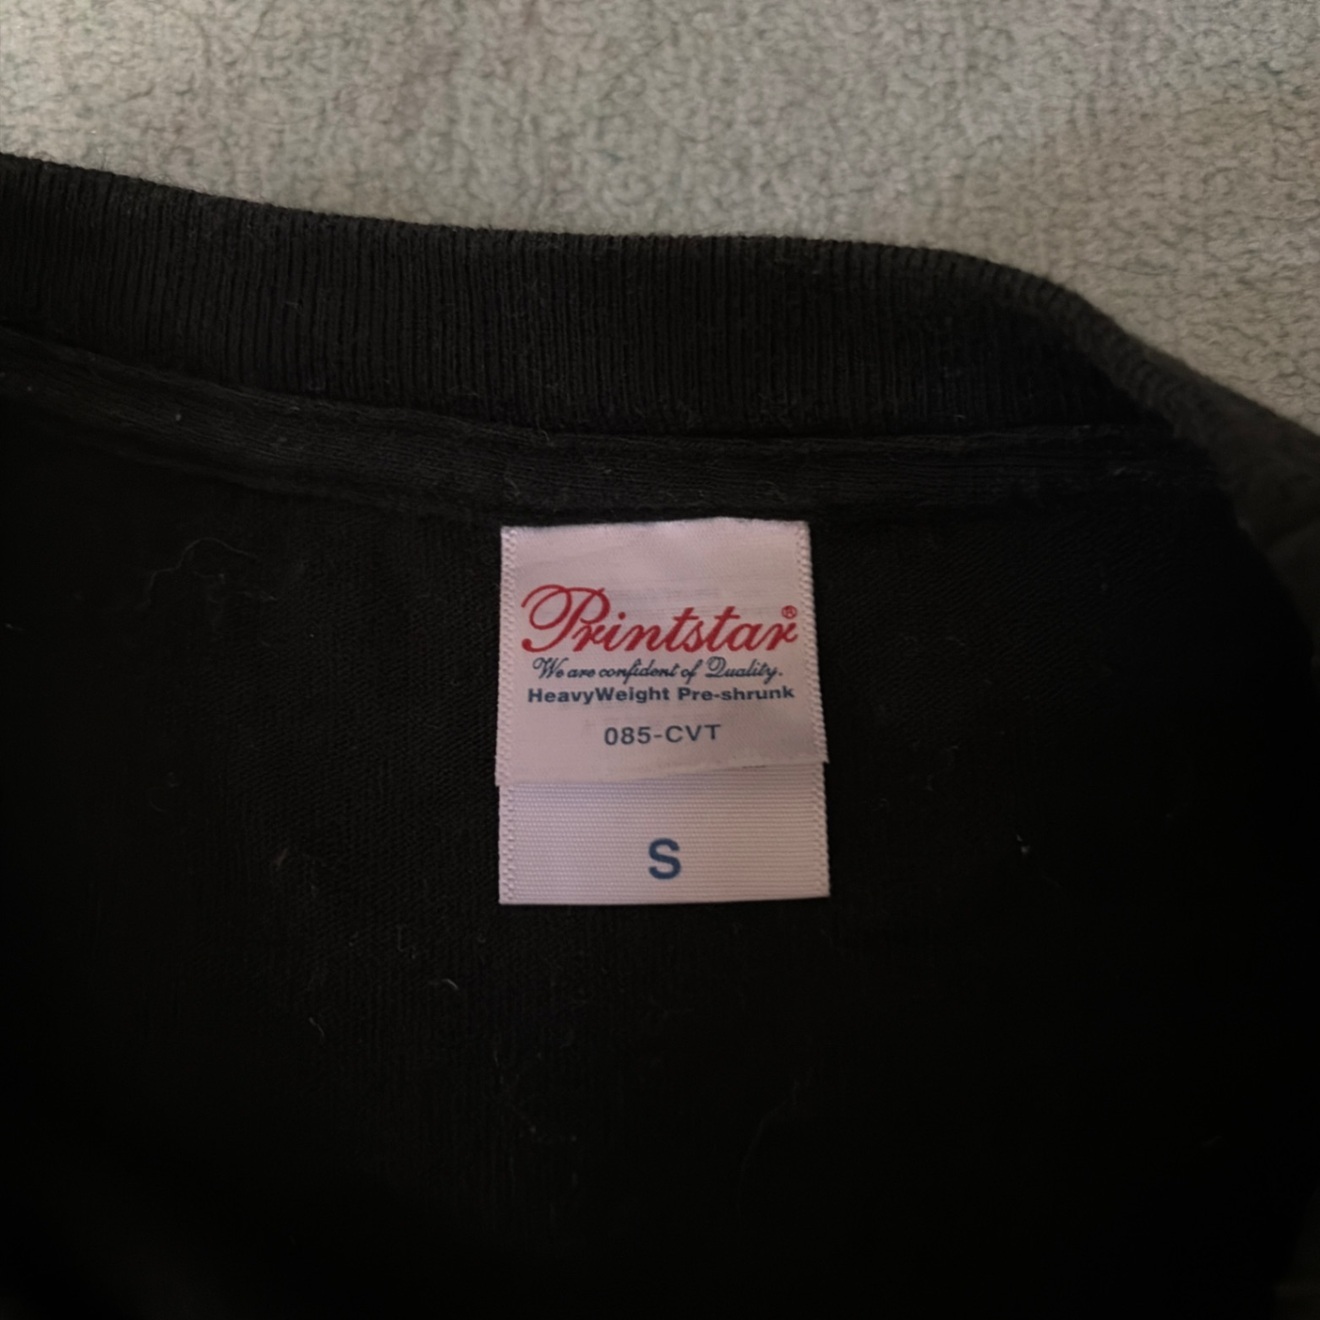 Printstar®
We are confident of Quality.
HeavyWeight Pre-shrunk
085-CVT
S